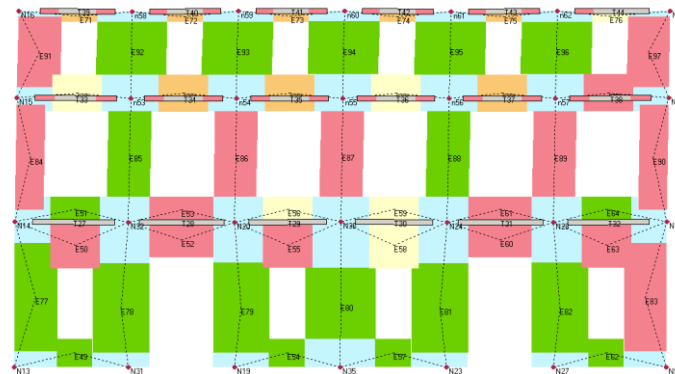 N16 T39 n58 T40 n59 T41 n60 T42 n61 T43 n62 T44
E71 E72 E73 E74 E75 E76
E91 E92 E93 E94 E95 E96 E97
N15 T33 n53 T34 n54 T35 n55 T36 n56 T37 n57 T38
E84 E85 E86 E87 E88 E89 E90
E51 E53 E56 E59 E61 E64
N14 T27 N32 T28 N20 T29 N36 T30 N24 T31 N28 T32
E50 E52 E55 E58 E60 E63
E77 E78 E79 E80 E81 E82 E83
E49 E54 E57 E62
N13 N31 N19 N35 N23 N27